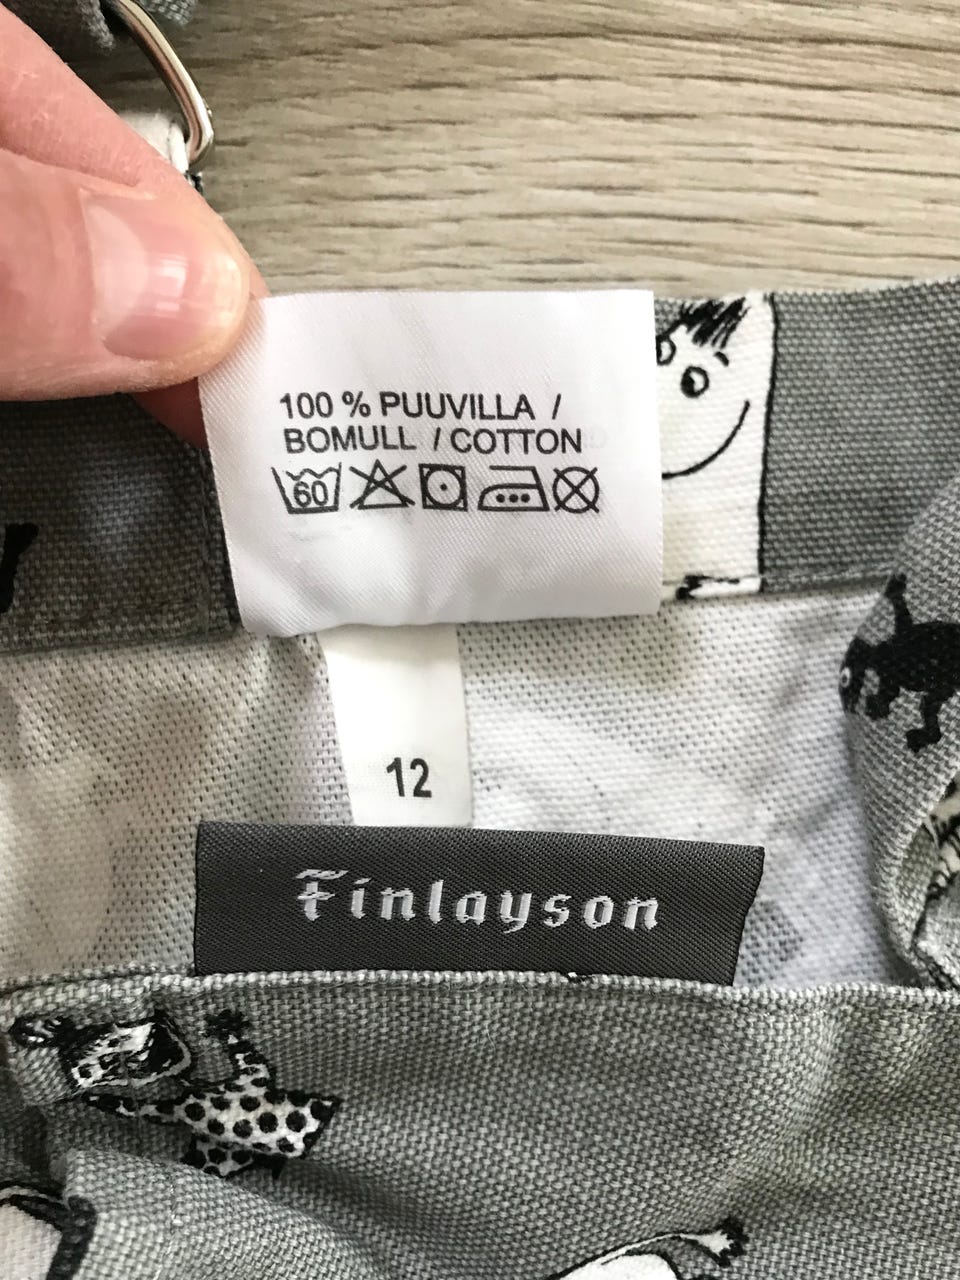 100 % PUUVILLA /
BOMULL / COTTON
60
12
Finlayson